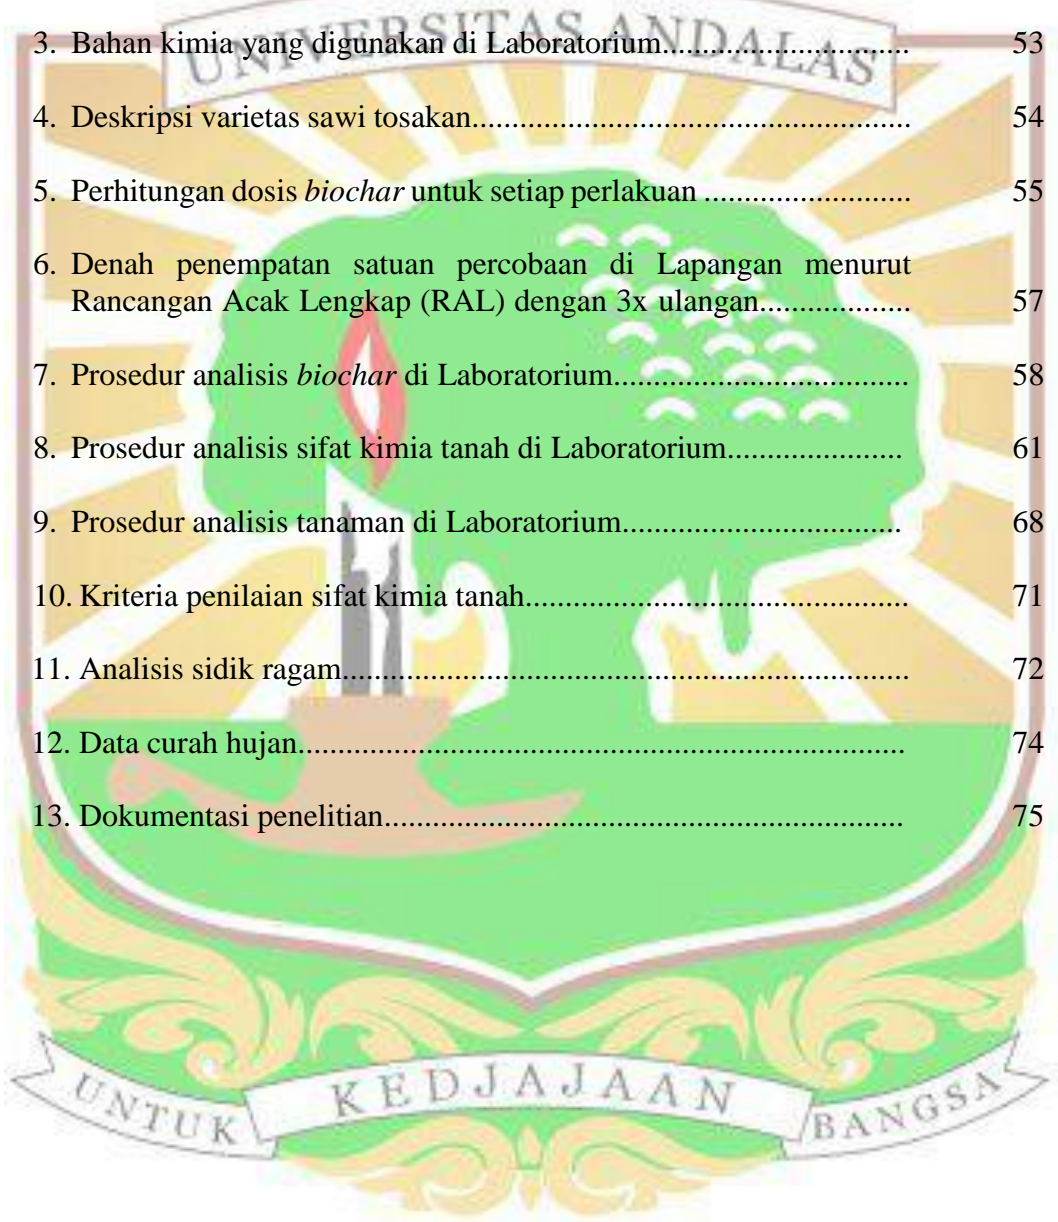 UNIVERSITAS ANDALAS
3. Bahan kimia yang digunakan di Laboratorium............................... 53
4. Deskripsi varietas sawi tosakan....................................................... 54
5. Perhitungan dosis biochar untuk setiap perlakuan .......................... 55
6. Denah penempatan satuan percobaan di Lapangan menurut
Rancangan Acak Lengkap (RAL) dengan 3x ulangan................... 57
7. Prosedur analisis biochar di Laboratorium..................................... 58
8. Prosedur analisis sifat kimia tanah di Laboratorium...................... 61
9. Prosedur analisis tanaman di Laboratorium................................... 68
10. Kriteria penilaian sifat kimia tanah................................................ 71
11. Analisis sidik ragam....................................................................... 72
12. Data curah hujan............................................................................ 74
13. Dokumentasi penelitian................................................................. 75
UNTUK KEDJAJAAN BANGSA